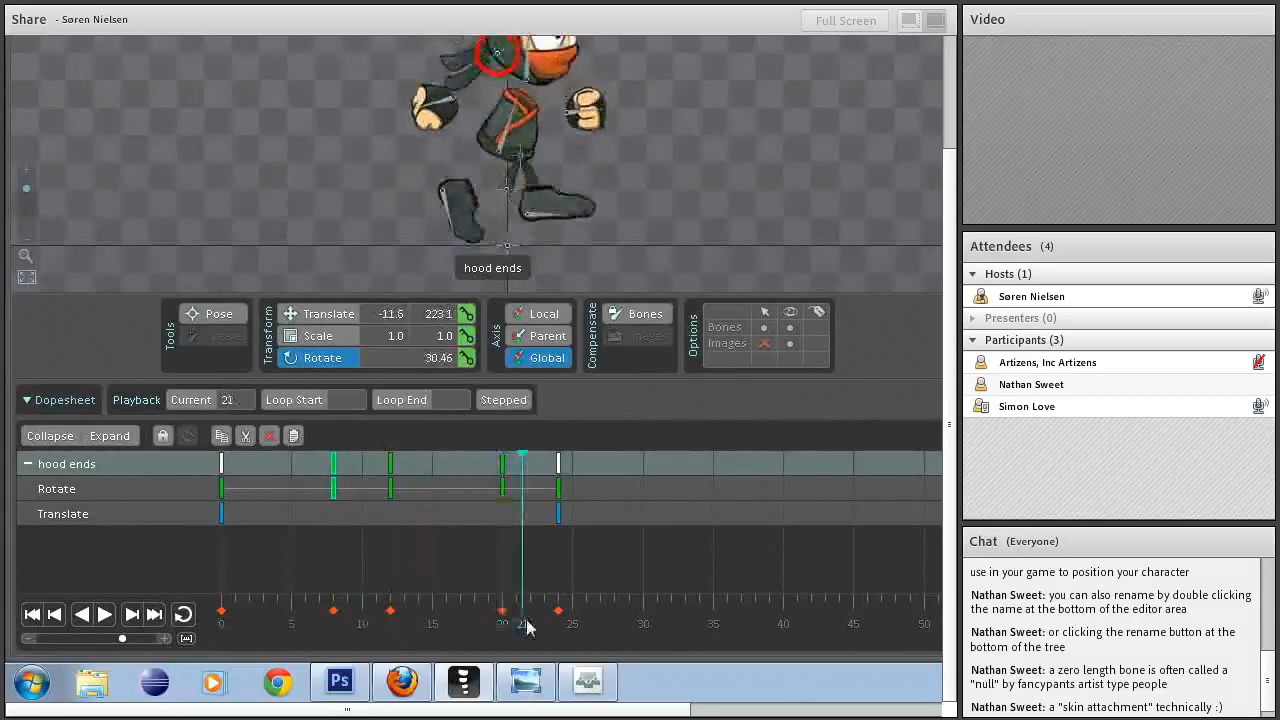 Share - Søren Nielsen
Full Screen
Video
hood ends
Tools
Pose
Transform
Translate -11.5 223.1
Scale 1.0 1.0
Rotate 30.46
Axis
Local
Parent
Global
Compensate
Bones
Images
Options
Bones
Images
Dopesheet
Playback
Current 21
Loop Start
Loop End
Stepped
Collapse
Expand
hood ends
Rotate
Translate
0 5 10 15 20 21 25 30 35 40 45 50
Attendees (4)
Hosts (1)
Søren Nielsen
Presenters (0)
Participants (3)
Artizens, Inc Artizens
Nathan Sweet
Simon Love
Chat (Everyone)
use in your game to position your character
Nathan Sweet: you can also rename by double clicking
the name at the bottom of the editor area
Nathan Sweet: or clicking the rename button at the
bottom of the tree
Nathan Sweet: a zero length bone is often called
"null" by fancypants artist type people
Nathan Sweet: a "skin attachment" technically :)
Ps